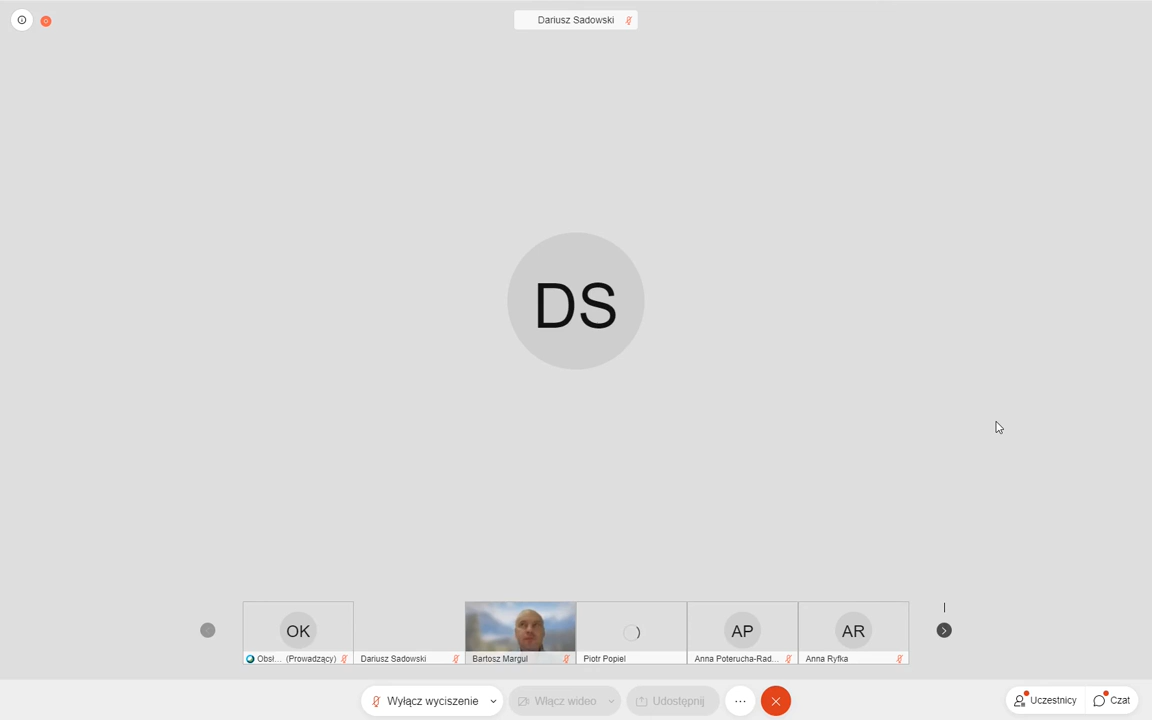 Dariusz Sadowski
DS
OK
AP
AR
Obsł... (Prowadzący)
Dariusz Sadowski
Bartosz Margul
Piotr Popiel
Anna Poterucha-Rad...
Anna Ryfka
Wyłącz wyciszenie
Włącz wideo
Udostępnij
Uczestnicy
Czat